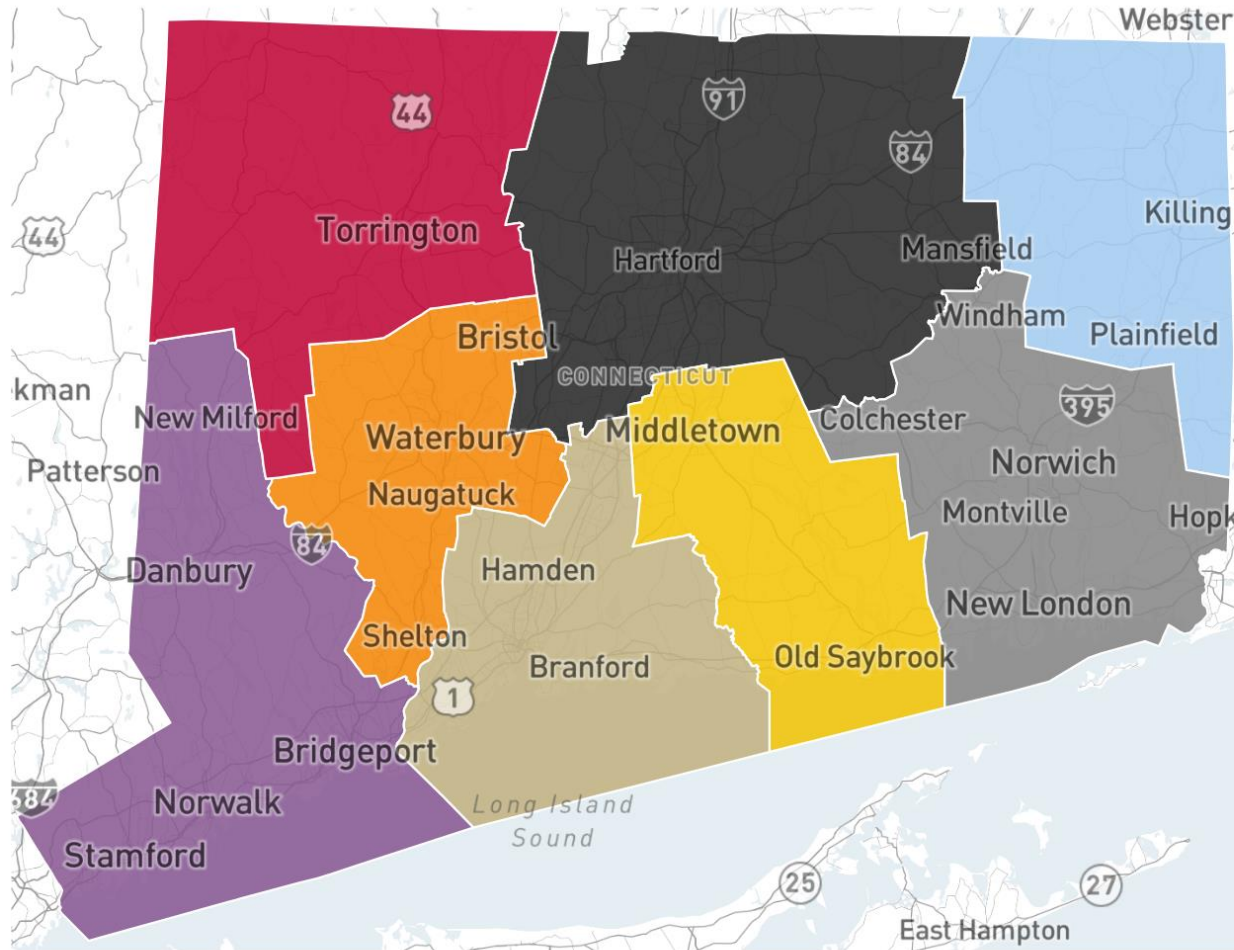 Webster
44
91
84
Killing
Torrington
44
Mansfield
Hartford
Windham
Bristol
Plainfield
CONNECTICUT
kman
395
New Milford
Colchester
Waterbury
Middletown
Patterson
Norwich
Naugatuck
Montville
Hopk
84
Danbury
Hamden
New London
Shelton
Old Saybrook
Branford
1
Bridgeport
684
Norwalk
Long Island
Sound
Stamford
25
27
East Hampton